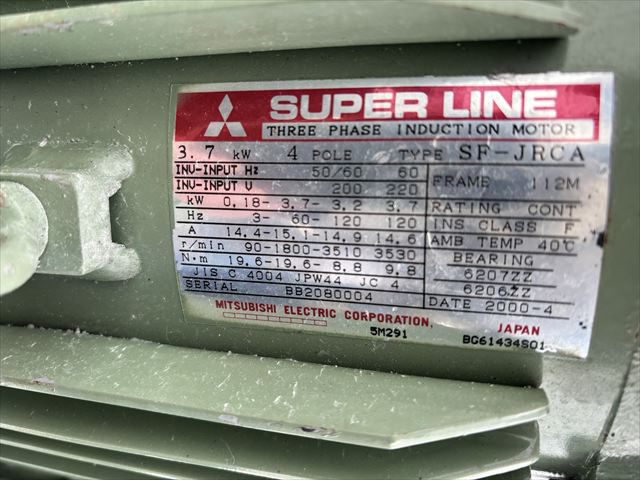 SUPER LINE
THREE PHASE INDUCTION MOTOR
3.7 kW 4 POLE TYPE SF-JRCA
INV-INPUT Hz 50/60 60 FRAME 112M
INV-INPUT V 200 220
kW 0.18- 3.7- 3.2 3.7 RATING CONT
Hz 3- 60- 120 120 INS CLASS F
A 14.4-15.1-14.9 14.6 AMB TEMP 40℃
r/min 90-1800-3510 3530 BEARING
N·m 19.6-19.6- 8.8 9.8 6207ZZ
JIS C 4004 JPW44 JC 4 6206ZZ
SERIAL BB2080004 DATE 2000-4
MITSUBISHI ELECTRIC CORPORATION, JAPAN
5M291 BG61434S01